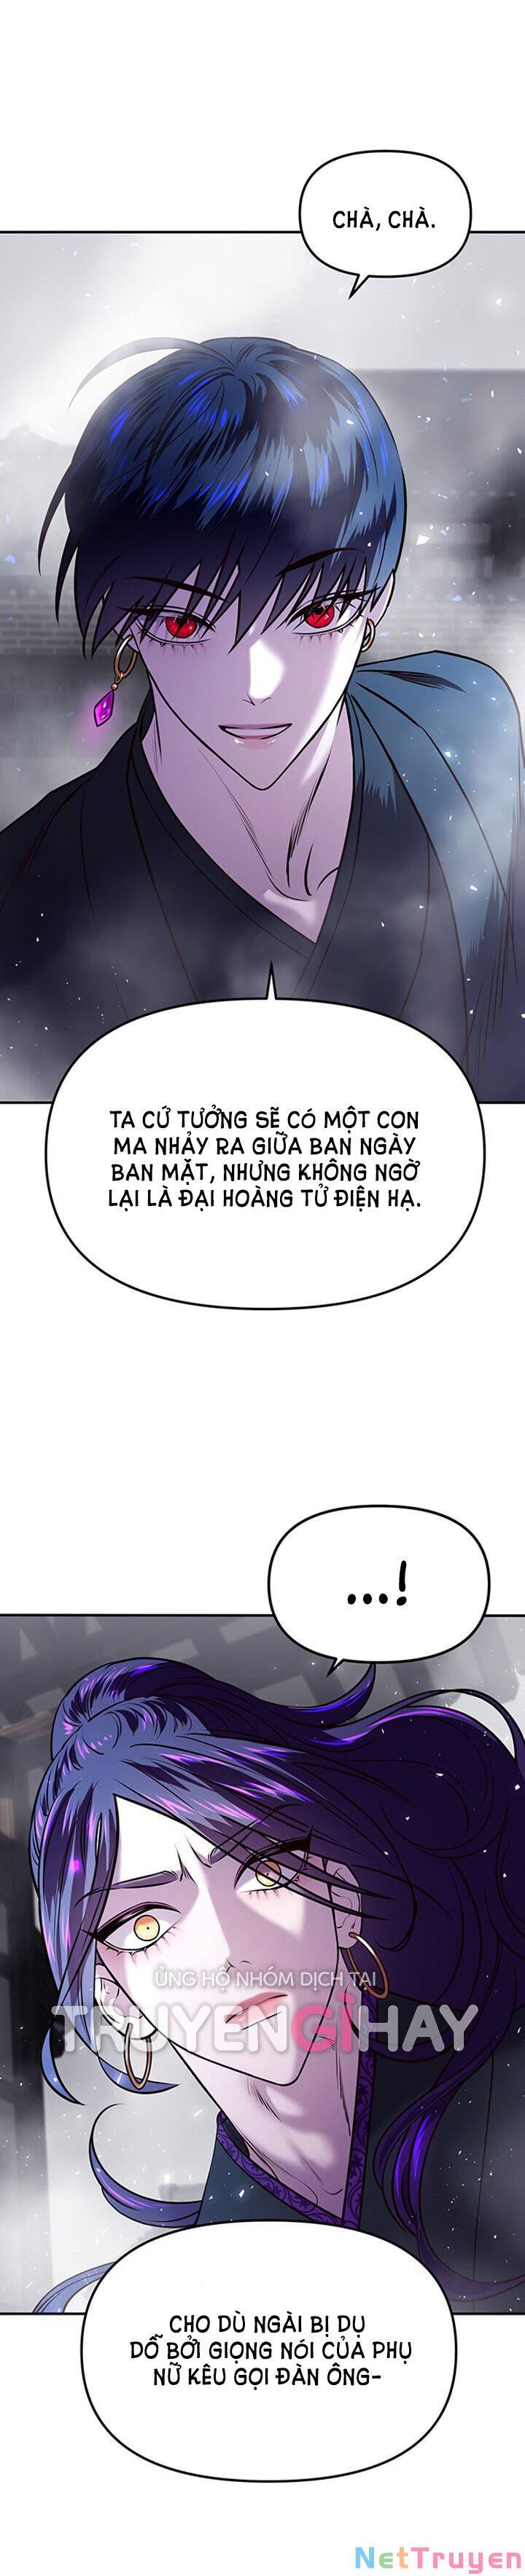 CHÀ, CHÀ.
TA CỨ TƯỞNG SẼ CÓ MỘT CON
MA NHẢY RA GIỮA BAN NGÀY
BAN MẶT, NHƯNG KHÔNG NGỜ
LẠI LÀ ĐẠI HOÀNG TỬ ĐIỆN HẠ.
...!
ỦNG HỘ NHÓM DỊCH TẠI
TRUYENGIHAY
CHO DÙ NGÀI BỊ DỤ
DỖ BỞI GIỌNG NÓI CỦA PHỤ
NỮ KÊU GỌI ĐÀN ÔNG-
NetTruyen